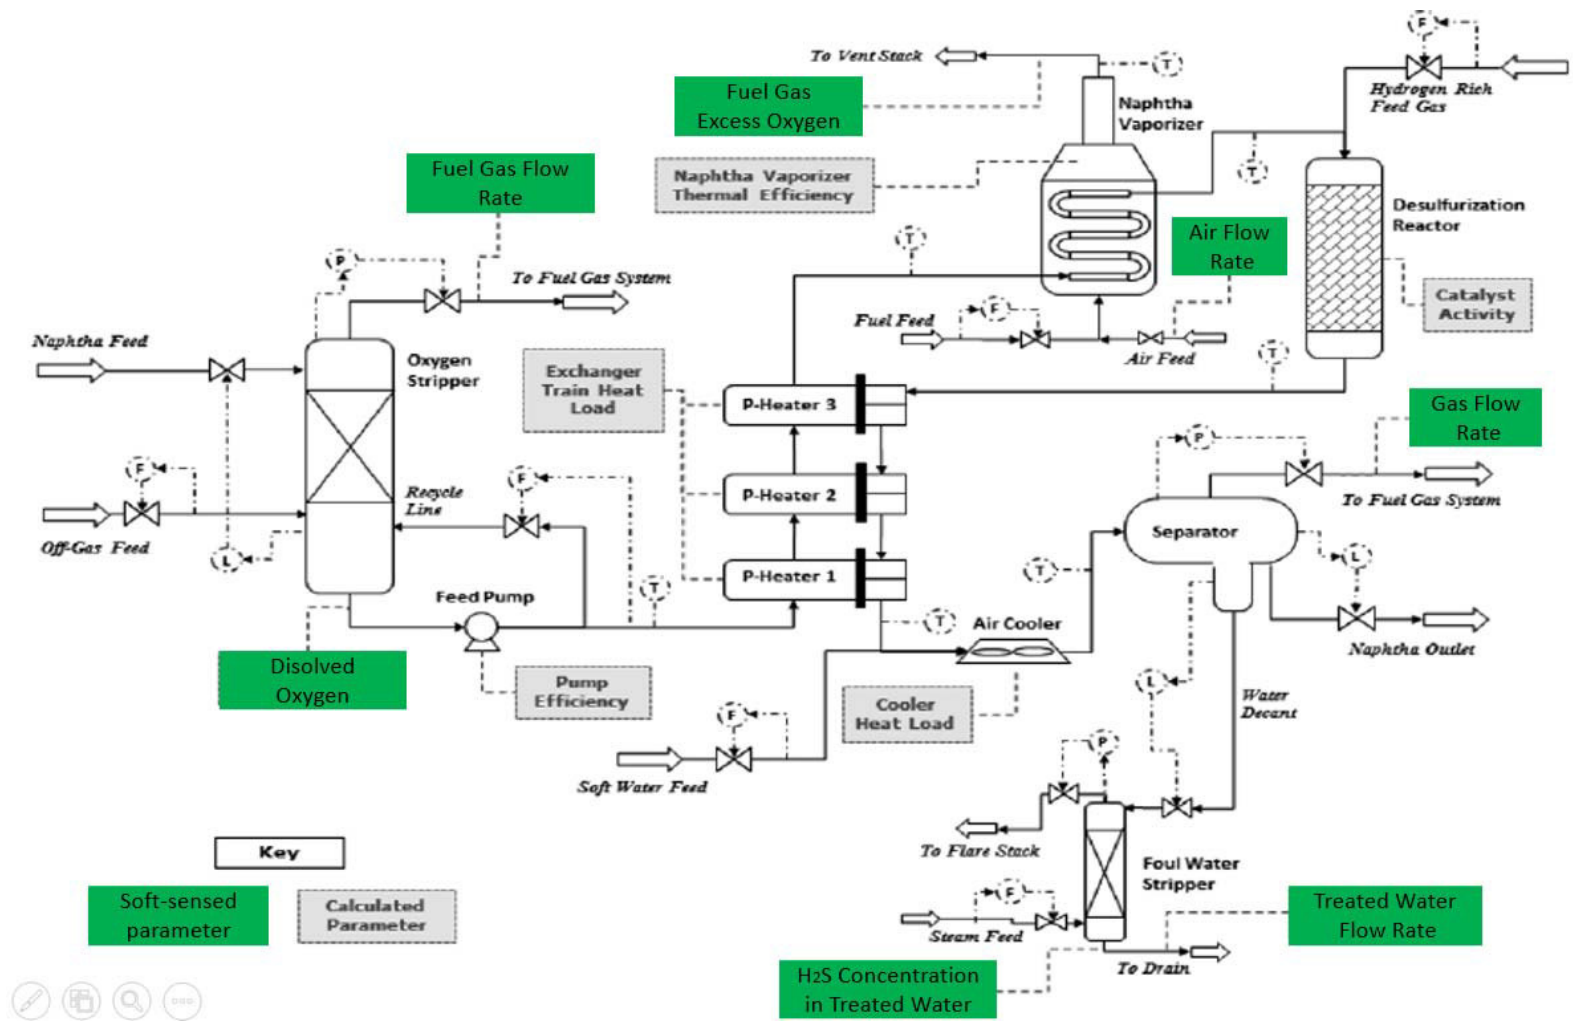 To Vent Stack
T
F
Hydrogen Rich
Feed Gas
Fuel Gas
Excess Oxygen
Naphtha
Vaporizer
Fuel Gas Flow
Rate
Naphtha Vaporizer
Thermal Efficiency
T
Desulfurization
Reactor
Air Flow
Rate
T
P
To Fuel Gas System
Catalyst
Activity
Fuel Feed
F
Air Feed
Naphtha Feed
Oxygen
Stripper
Exchanger
Train Heat
Load
T
P-Heater 3
Gas Flow
Rate
P
F
F
Recycle
Line
P-Heater 2
To Fuel Gas System
Separator
Off-Gas Feed
L
L
P-Heater 1
T
T
Feed Pump
T
Air Cooler
Naphtha Outlet
Disolved
Oxygen
Pump
Efficiency
L
Water
Decant
Cooler
Heat Load
F
P
Soft Water Feed
To Flare Stack
Key
Foul Water
Stripper
F
Soft-sensed
parameter
Calculated
Parameter
Steam Feed
Treated Water
Flow Rate
To Drain
H2S Concentration
in Treated Water